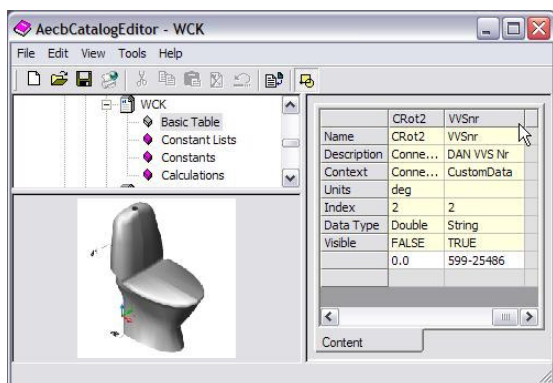 AecbCatalogEditor - WCK
File Edit View Tools Help
WCK
Basic Table
Constant Lists
Constants
Calculations
CRot2 VVSnr
Name CRot2 VVSnr
Description Conne... DAN VVS Nr
Context Conne... CustomData
Units deg
Index 2 2
Data Type Double String
Visible FALSE TRUE
0.0 599-25486
Content